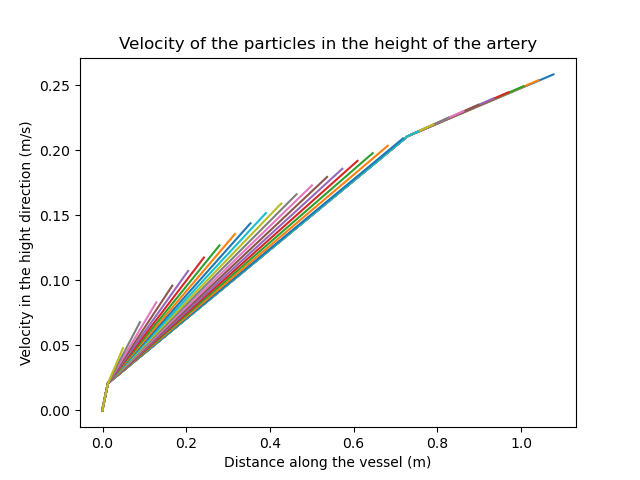 Velocity of the particles in the height of the artery
0.25
0.20
0.15
0.10
0.05
0.00
Velocity in the hight direction (m/s)
0.0 0.2 0.4 0.6 0.8 1.0
Distance along the vessel (m)